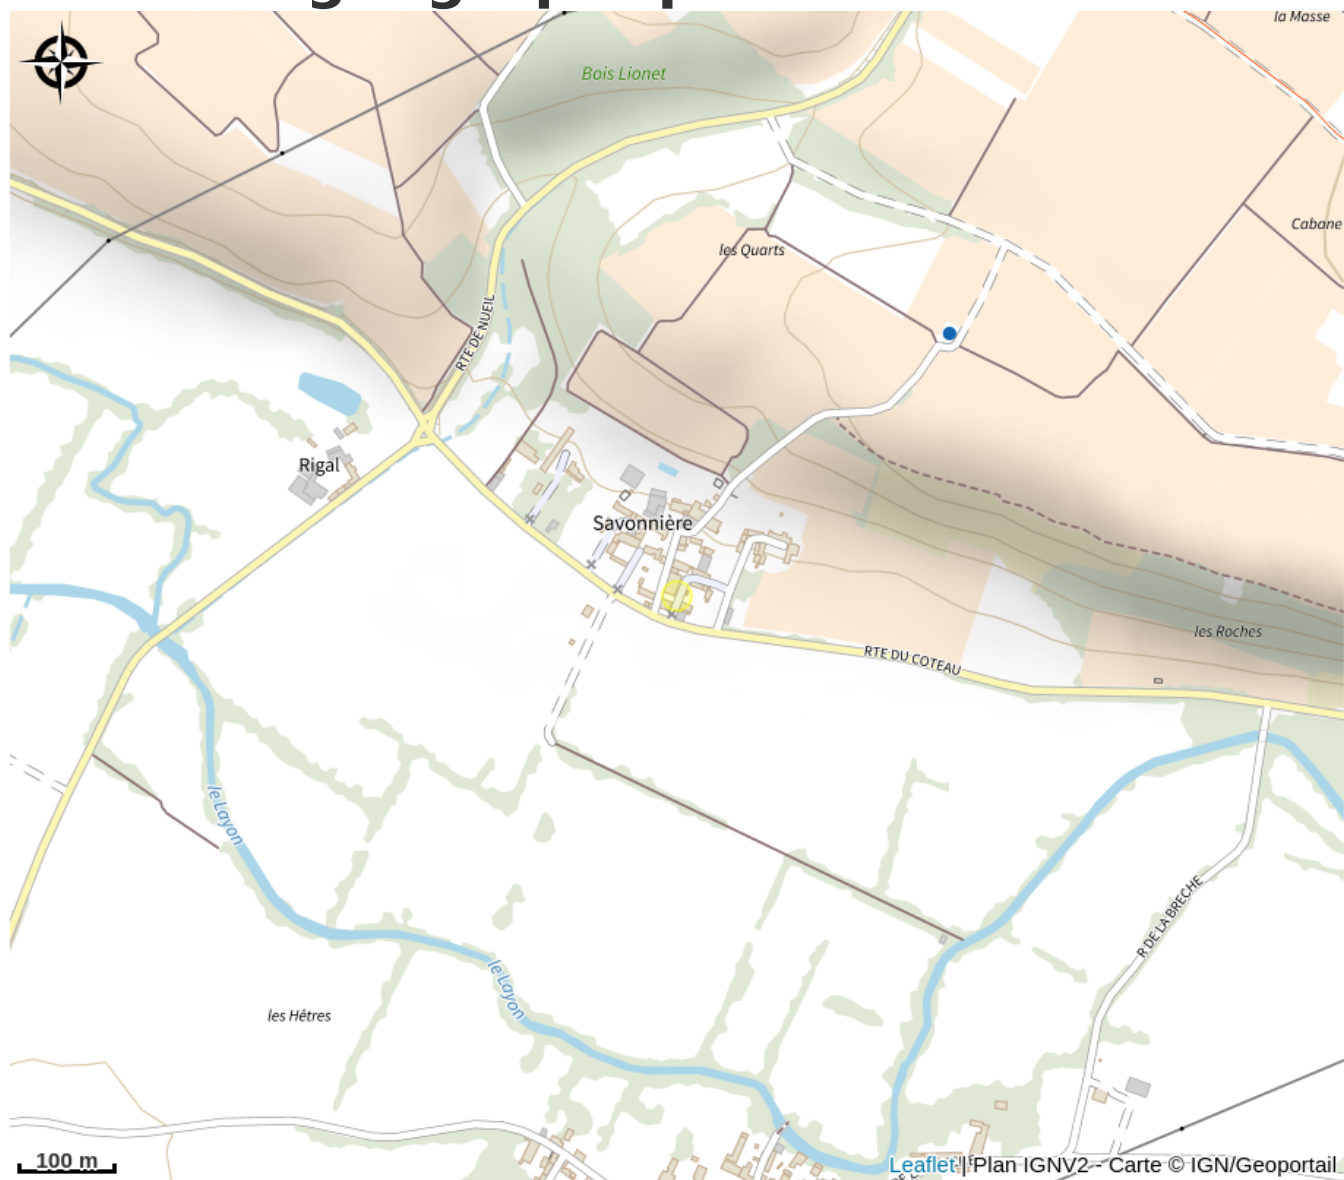 la Masse
Bois Lionet
Cabane
les Quarts
RTE DE NUEIL
Rigal
Savonnière
les Roches
RTE DU COTEAU
le Layon
R DE LA BRECHE
le Layon
les Hêtres
100 m
Leaflet | Plan IGNV2 - Carte © IGN/Geoportail